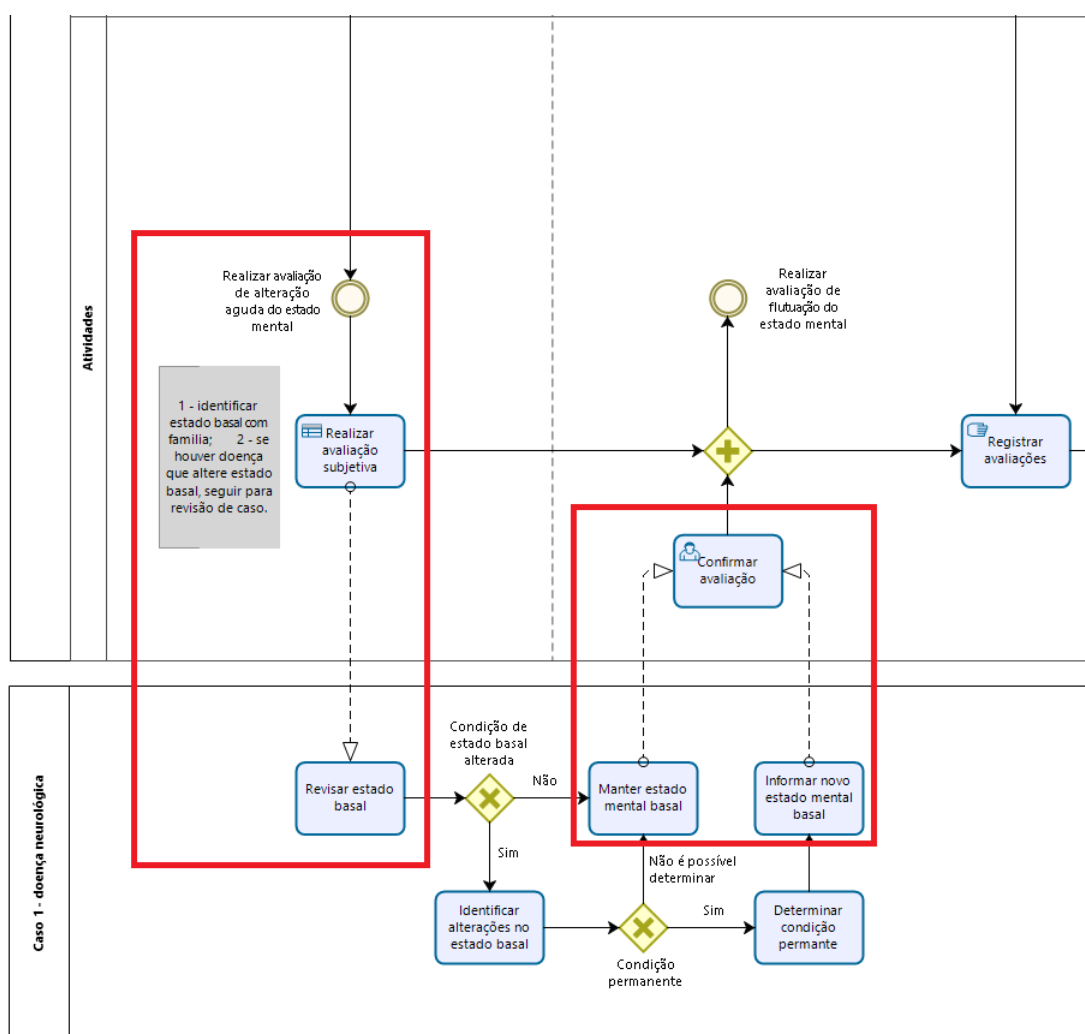 Atividades
Realizar avaliação
de alteração
aguda do estado
mental
Realizar
avaliação de
flutuação do
estado mental
1 - identificar
estado basal com
familia; 2 - se
houver doença
que altere estado
basal, seguir para
revisão de caso.
Realizar
avaliação
subjetiva
Registrar
avaliações
Confirmar
avaliação
Caso 1 - doença neurológica
Revisar estado
basal
Condição de
estado basal
alterada
Não
Manter estado
mental basal
Informar novo
estado mental
basal
Sim
Não é possível
determinar
Identificar
alterações no
estado basal
Sim
Determinar
condição
permante
Condição
permanente